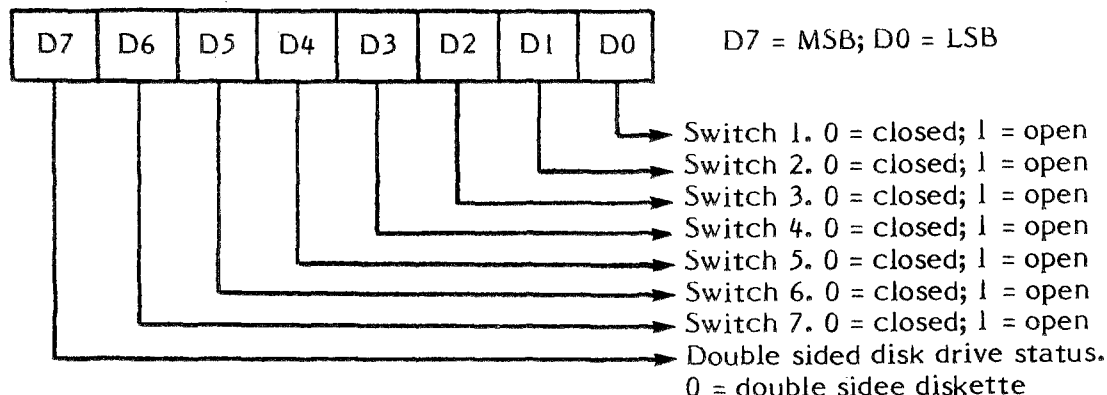 D7 D6 D5 D4 D3 D2 D1 D0 D7 = MSB; D0 = LSB
Switch 1. 0 = closed; 1 = open
Switch 2. 0 = closed; 1 = open
Switch 3. 0 = closed; 1 = open
Switch 4. 0 = closed; 1 = open
Switch 5. 0 = closed; 1 = open
Switch 6. 0 = closed; 1 = open
Switch 7. 0 = closed; 1 = open
Double sided disk drive status.
0 = double sidee diskette